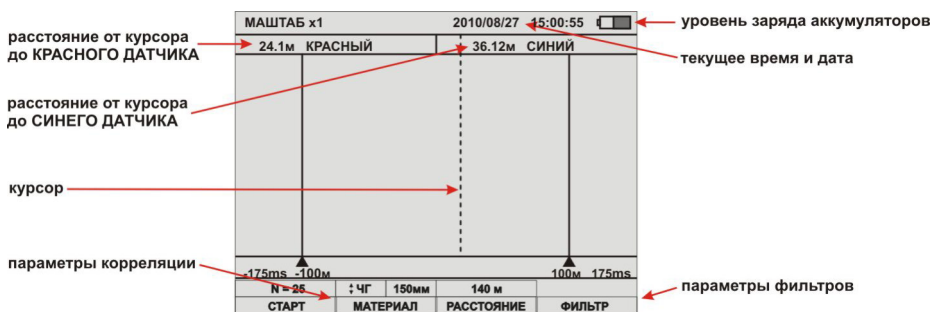 МАШТАБ x1 2010/08/27 15:00:55
уровень заряда аккумуляторов
расстояние от курсора
до КРАСНОГО ДАТЧИКА
24.1м КРАСНЫЙ 36.12м СИНИЙ
текущее время и дата
расстояние от курсора
до СИНЕГО ДАТЧИКА
курсор
параметры корреляции
-175ms -100м 100м 175ms
N = 25 ЧГ 150мм 140 м
параметры фильтров
СТАРТ МАТЕРИАЛ РАССТОЯНИЕ ФИЛЬТР